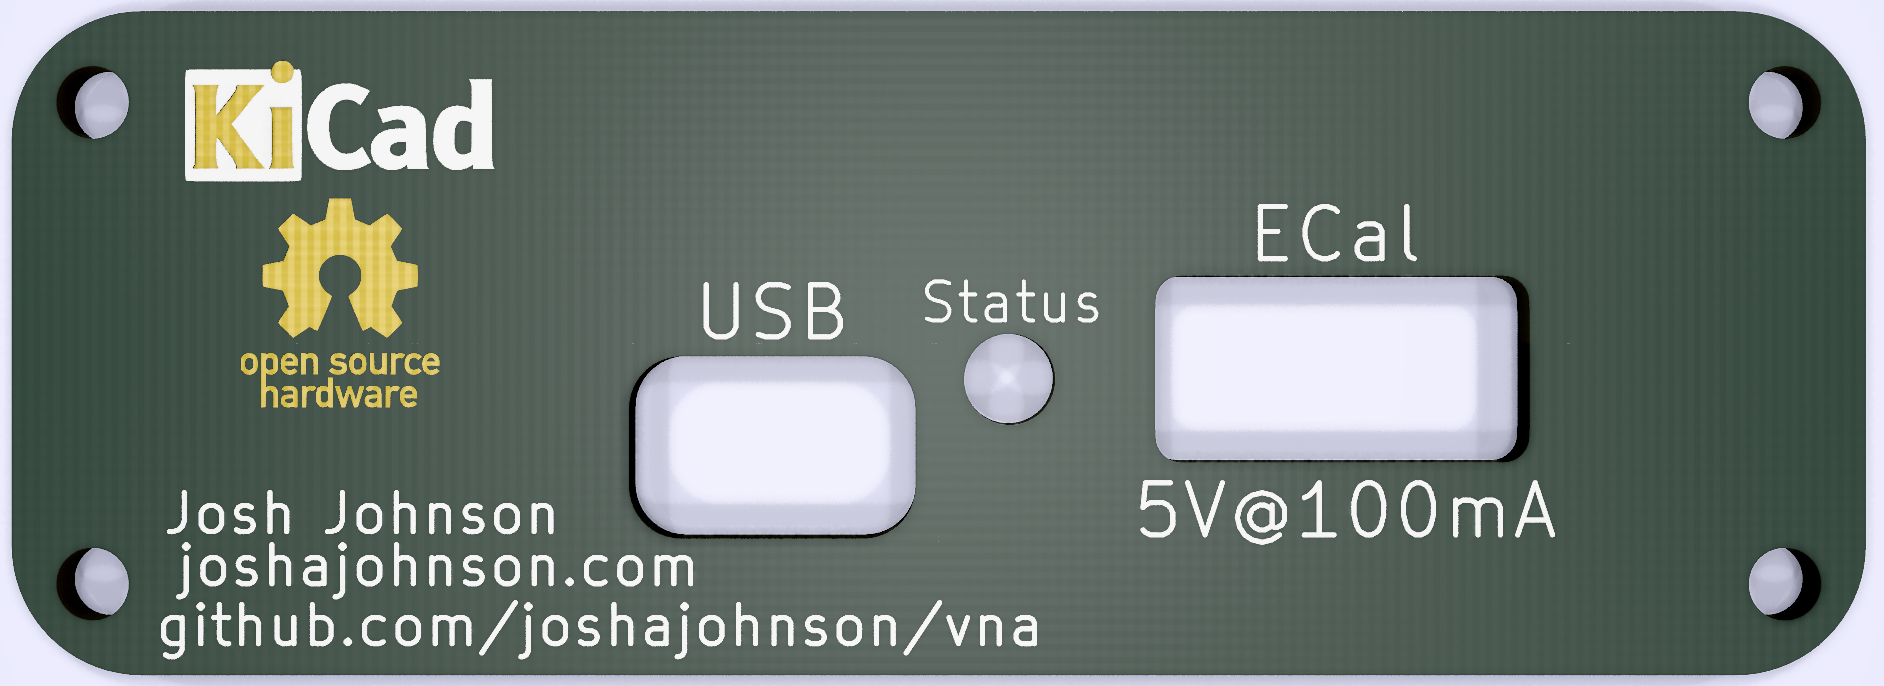 KiCad
open source
hardware
ECal
USB
Status
5V@100mA
Josh Johnson
joshajohnson.com
github.com/joshajohnson/vna